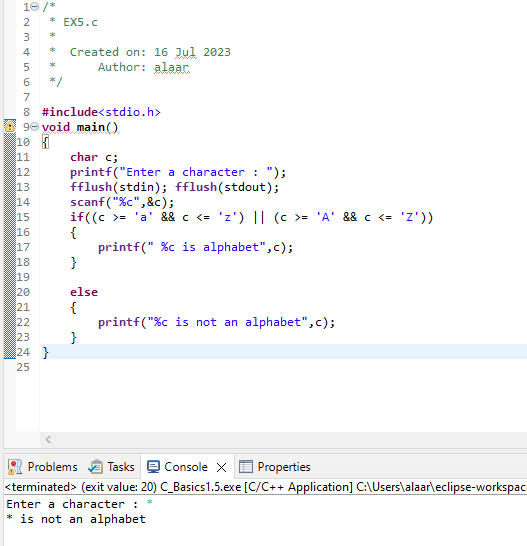 1 /*
2  * EX5.c
3  *
4  *  Created on: 16 Jul 2023
5  *      Author: alaar
6  */
7
8 #include<stdio.h>
9 void main()
10 {
11     char c;
12     printf("Enter a character : ");
13     fflush(stdin); fflush(stdout);
14     scanf("%c",&c);
15     if((c >= 'a' && c <= 'z') || (c >= 'A' && c <= 'Z'))
16     {
17         printf(" %c is alphabet",c);
18     }
19
20     else
21     {
22         printf("%c is not an alphabet",c);
23     }
24 }
25
Problems Tasks Console Properties
<terminated> (exit value: 20) C_Basics1.5.exe [C/C++ Application] C:\Users\alaar\eclipse-workspac
Enter a character : *
* is not an alphabet